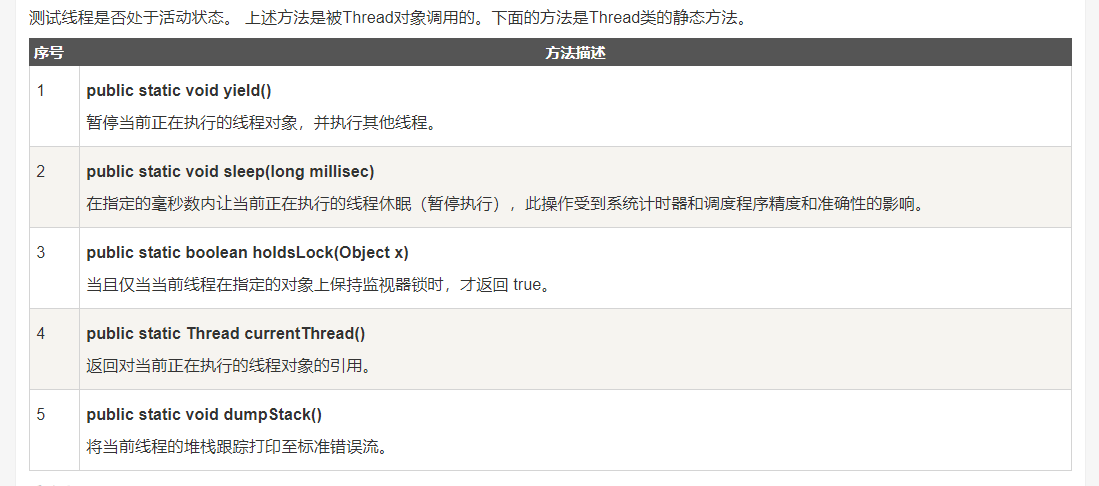 测试线程是否处于活动状态。 上述方法是被Thread对象调用的。下面的方法是Thread类的静态方法。
序号 方法描述
1 public static void yield()
暂停当前正在执行的线程对象，并执行其他线程。
2 public static void sleep(long millisec)
在指定的毫秒数内让当前正在执行的线程休眠（暂停执行），此操作受到系统计时器和调度程序精度和准确性的影响。
3 public static boolean holdsLock(Object x)
当且仅当当前线程在指定的对象上保持监视器锁时，才返回 true。
4 public static Thread currentThread()
返回对当前正在执行的线程对象的引用。
5 public static void dumpStack()
将当前线程的堆栈跟踪打印至标准错误流。